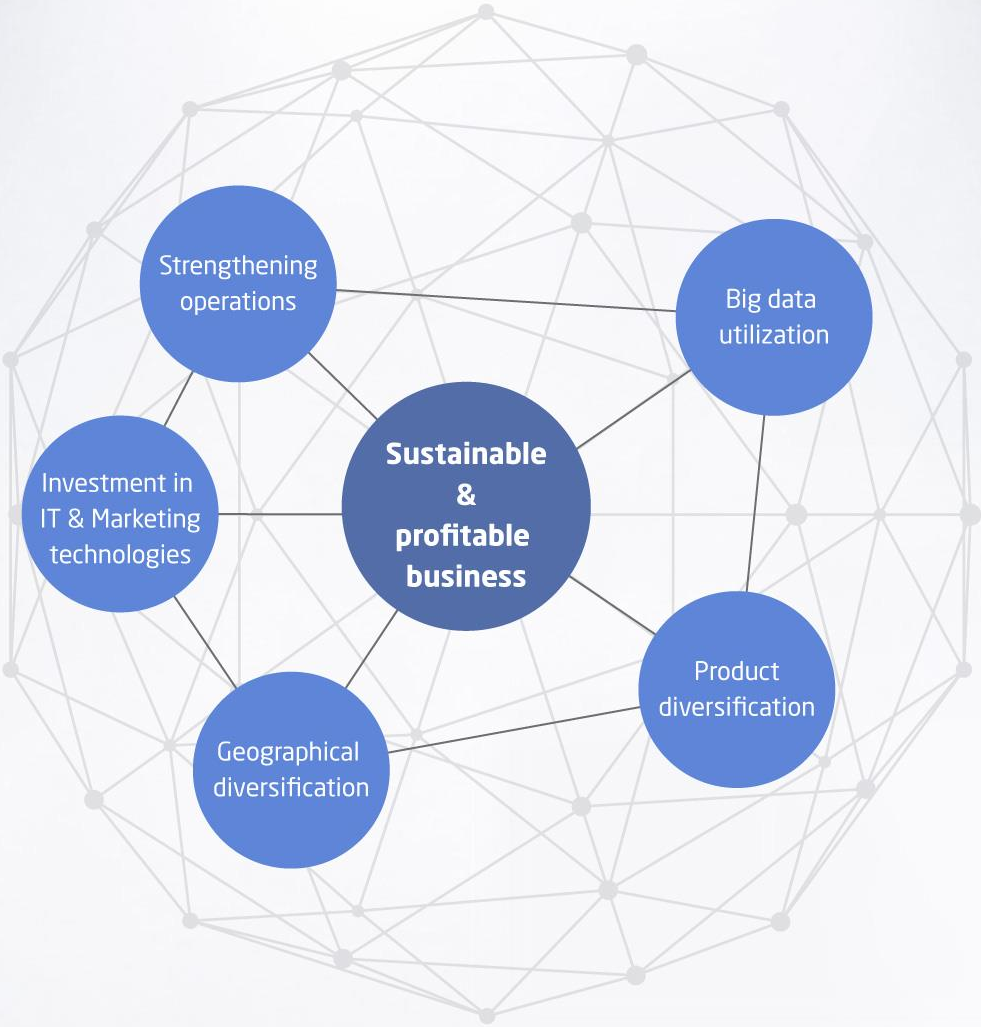 Strengthening
operations
Big data
utilization
Sustainable
&
profitable
business
Investment in
IT & Marketing
technologies
Product
diversification
Geographical
diversification